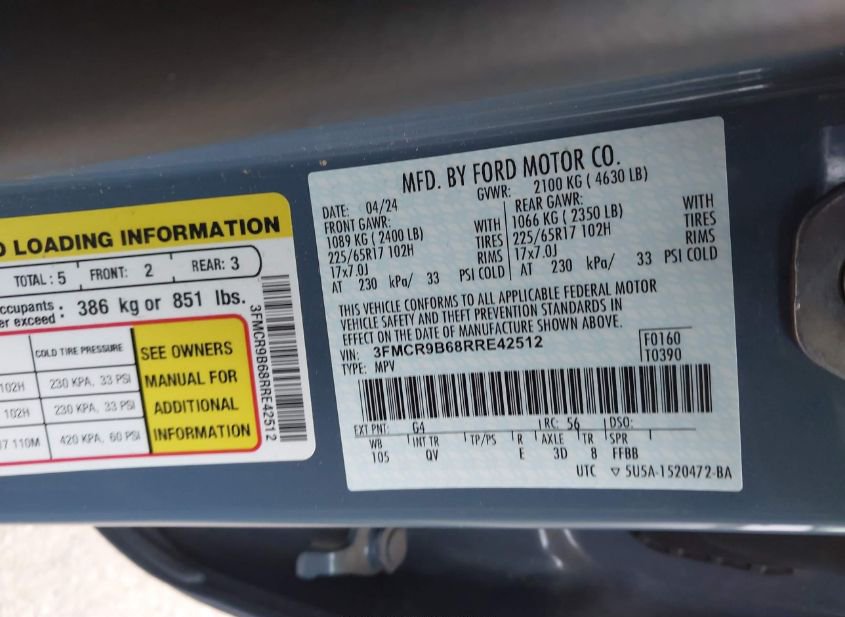 D LOADING INFORMATION
TOTAL: 5 FRONT: 2 REAR: 3
ccupants : 386 kg or 851 lbs.
er exceed :
COLD TIRE PRESSURE
102H 230 KPA, 33 PSI
102H 230 KPA, 33 PSI
7 110M 420 KPA, 60 PSI
SEE OWNERS
MANUAL FOR
ADDITIONAL
INFORMATION
3FMCR9B68RRE42512
MFD. BY FORD MOTOR CO.
DATE: 04/24 GVWR: 2100 KG ( 4630 LB)
FRONT GAWR: REAR GAWR:
1089 KG ( 2400 LB) WITH 1066 KG ( 2350 LB) WITH
225/65R17 102H TIRES 225/65R17 102H TIRES
17x7.0J RIMS 17x7.0J RIMS
AT 230 kPa/ 33 PSI COLD AT 230 kPa/ 33 PSI COLD
THIS VEHICLE CONFORMS TO ALL APPLICABLE FEDERAL MOTOR
VEHICLE SAFETY AND THEFT PREVENTION STANDARDS IN
EFFECT ON THE DATE OF MANUFACTURE SHOWN ABOVE.
VIN: 3FMCR9B68RRE42512 F0160
TYPE: MPV T0390
EXT PNT: G4 RC: 56 DSO:
WB INT TR TP/PS R AXLE TR SPR
105 QV E 3D 8 FFBB
UTC ▽ 5U5A-1520472-BA